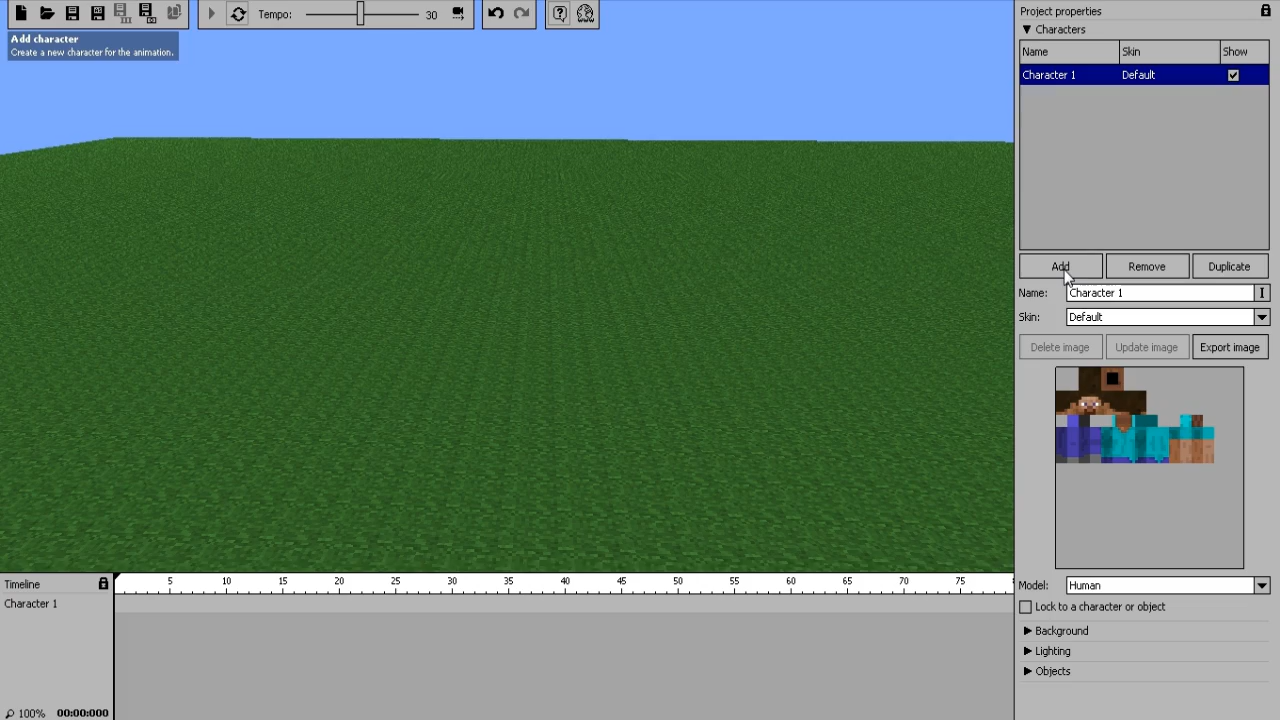 Tempo:
30
Add character
Create a new character for the animation.
Project properties
Characters
Name Skin Show
Character 1 Default
Add Remove Duplicate
Name: Character 1
Skin: Default
Delete image Update image Export image
Model: Human
Lock to a character or object
Background
Lighting
Objects
Timeline
5 10 15 20 25 30 35 40 45 50 55 60 65 70 75
Character 1
100% 00:00:000